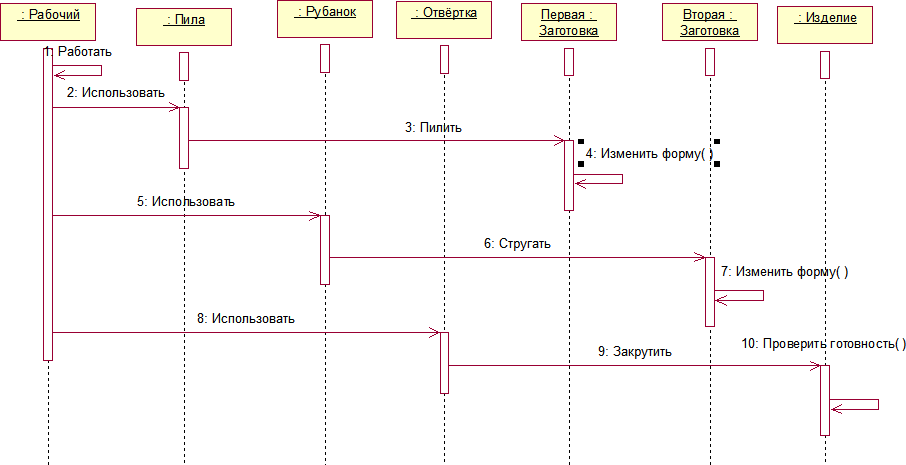 : Рабочий
: Пила
: Рубанок
: Отвёртка
Первая :
Заготовка
Вторая :
Заготовка
: Изделие
1: Работать
2: Использовать
3: Пилить
4: Изменить форму( )
5: Использовать
6: Стругать
7: Изменить форму( )
8: Использовать
9: Закрутить
10: Проверить готовность( )